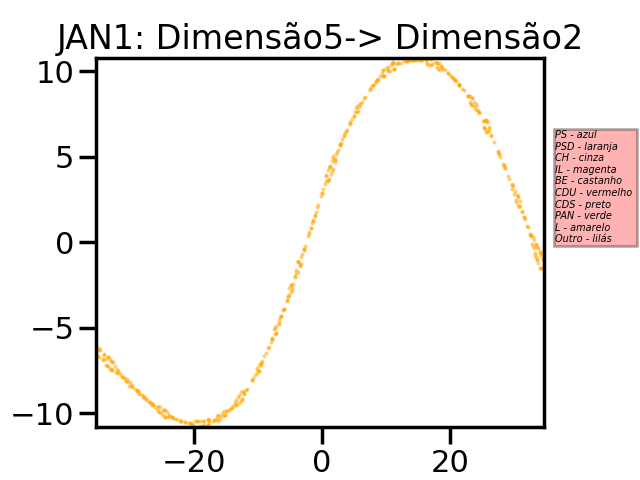 JAN1: Dimensão5-> Dimensão2
10
5
0
−5
−10
−20
0
20
PS - azul
PSD - laranja
CH - cinza
IL - magenta
BE - castanho
CDU - vermelho
CDS - preto
PAN - verde
L - amarelo
Outro - lilás